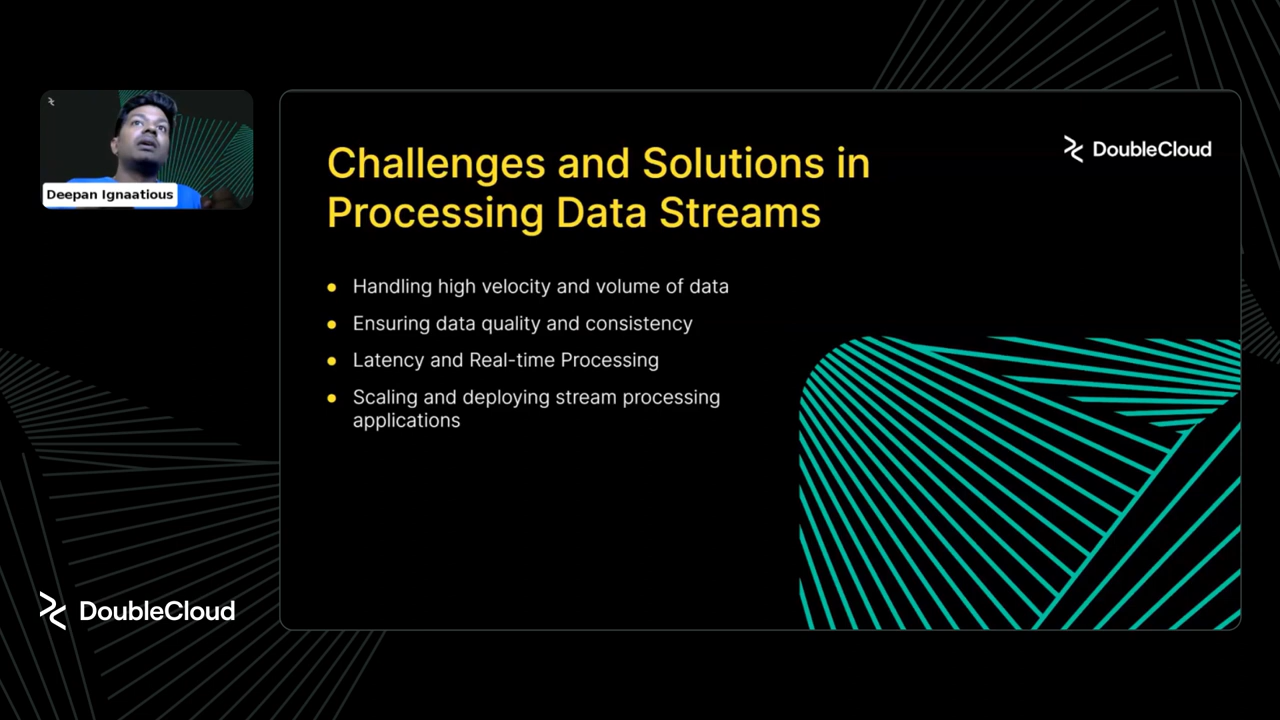 Deepan Ignaatious
Challenges and Solutions in
Processing Data Streams
DoubleCloud
Handling high velocity and volume of data
Ensuring data quality and consistency
Latency and Real-time Processing
Scaling and deploying stream processing
applications
DoubleCloud